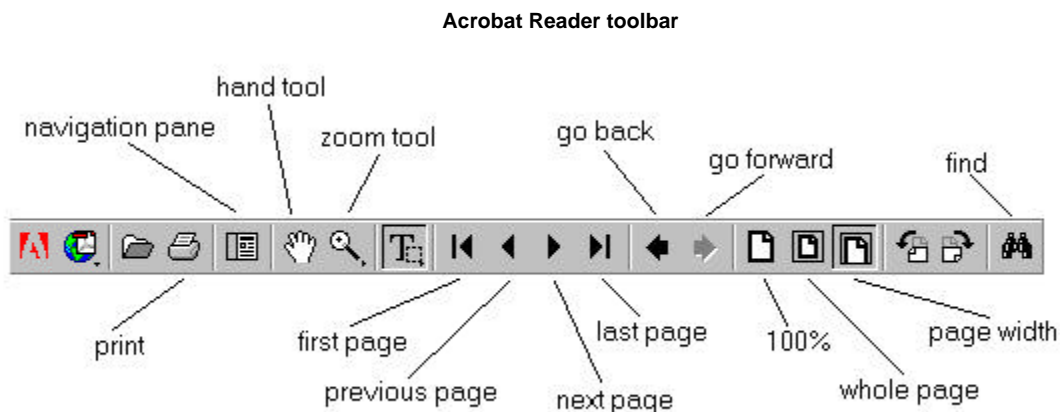 Acrobat Reader toolbar
hand tool
navigation pane
zoom tool
go back
go forward
find
T
print
first page
last page
100%
page width
previous page
next page
whole page